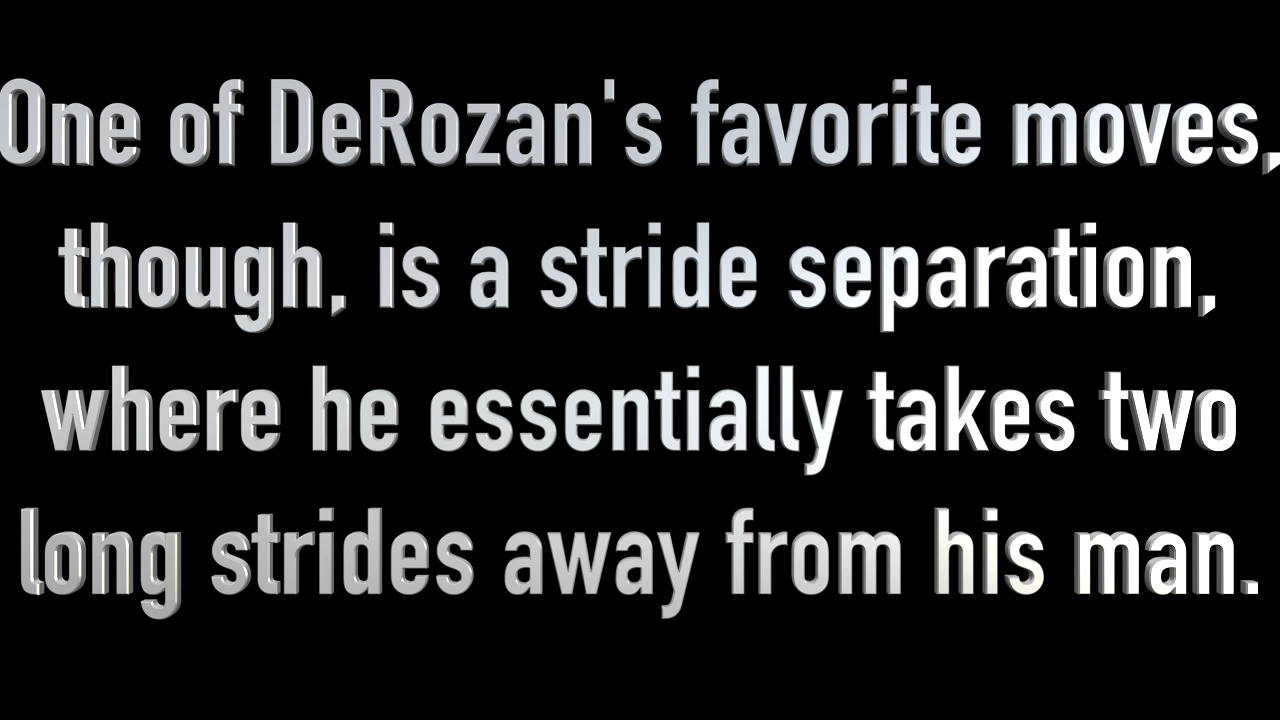 One of DeRozan's favorite moves,
though, is a stride separation,
where he essentially takes two
long strides away from his man.